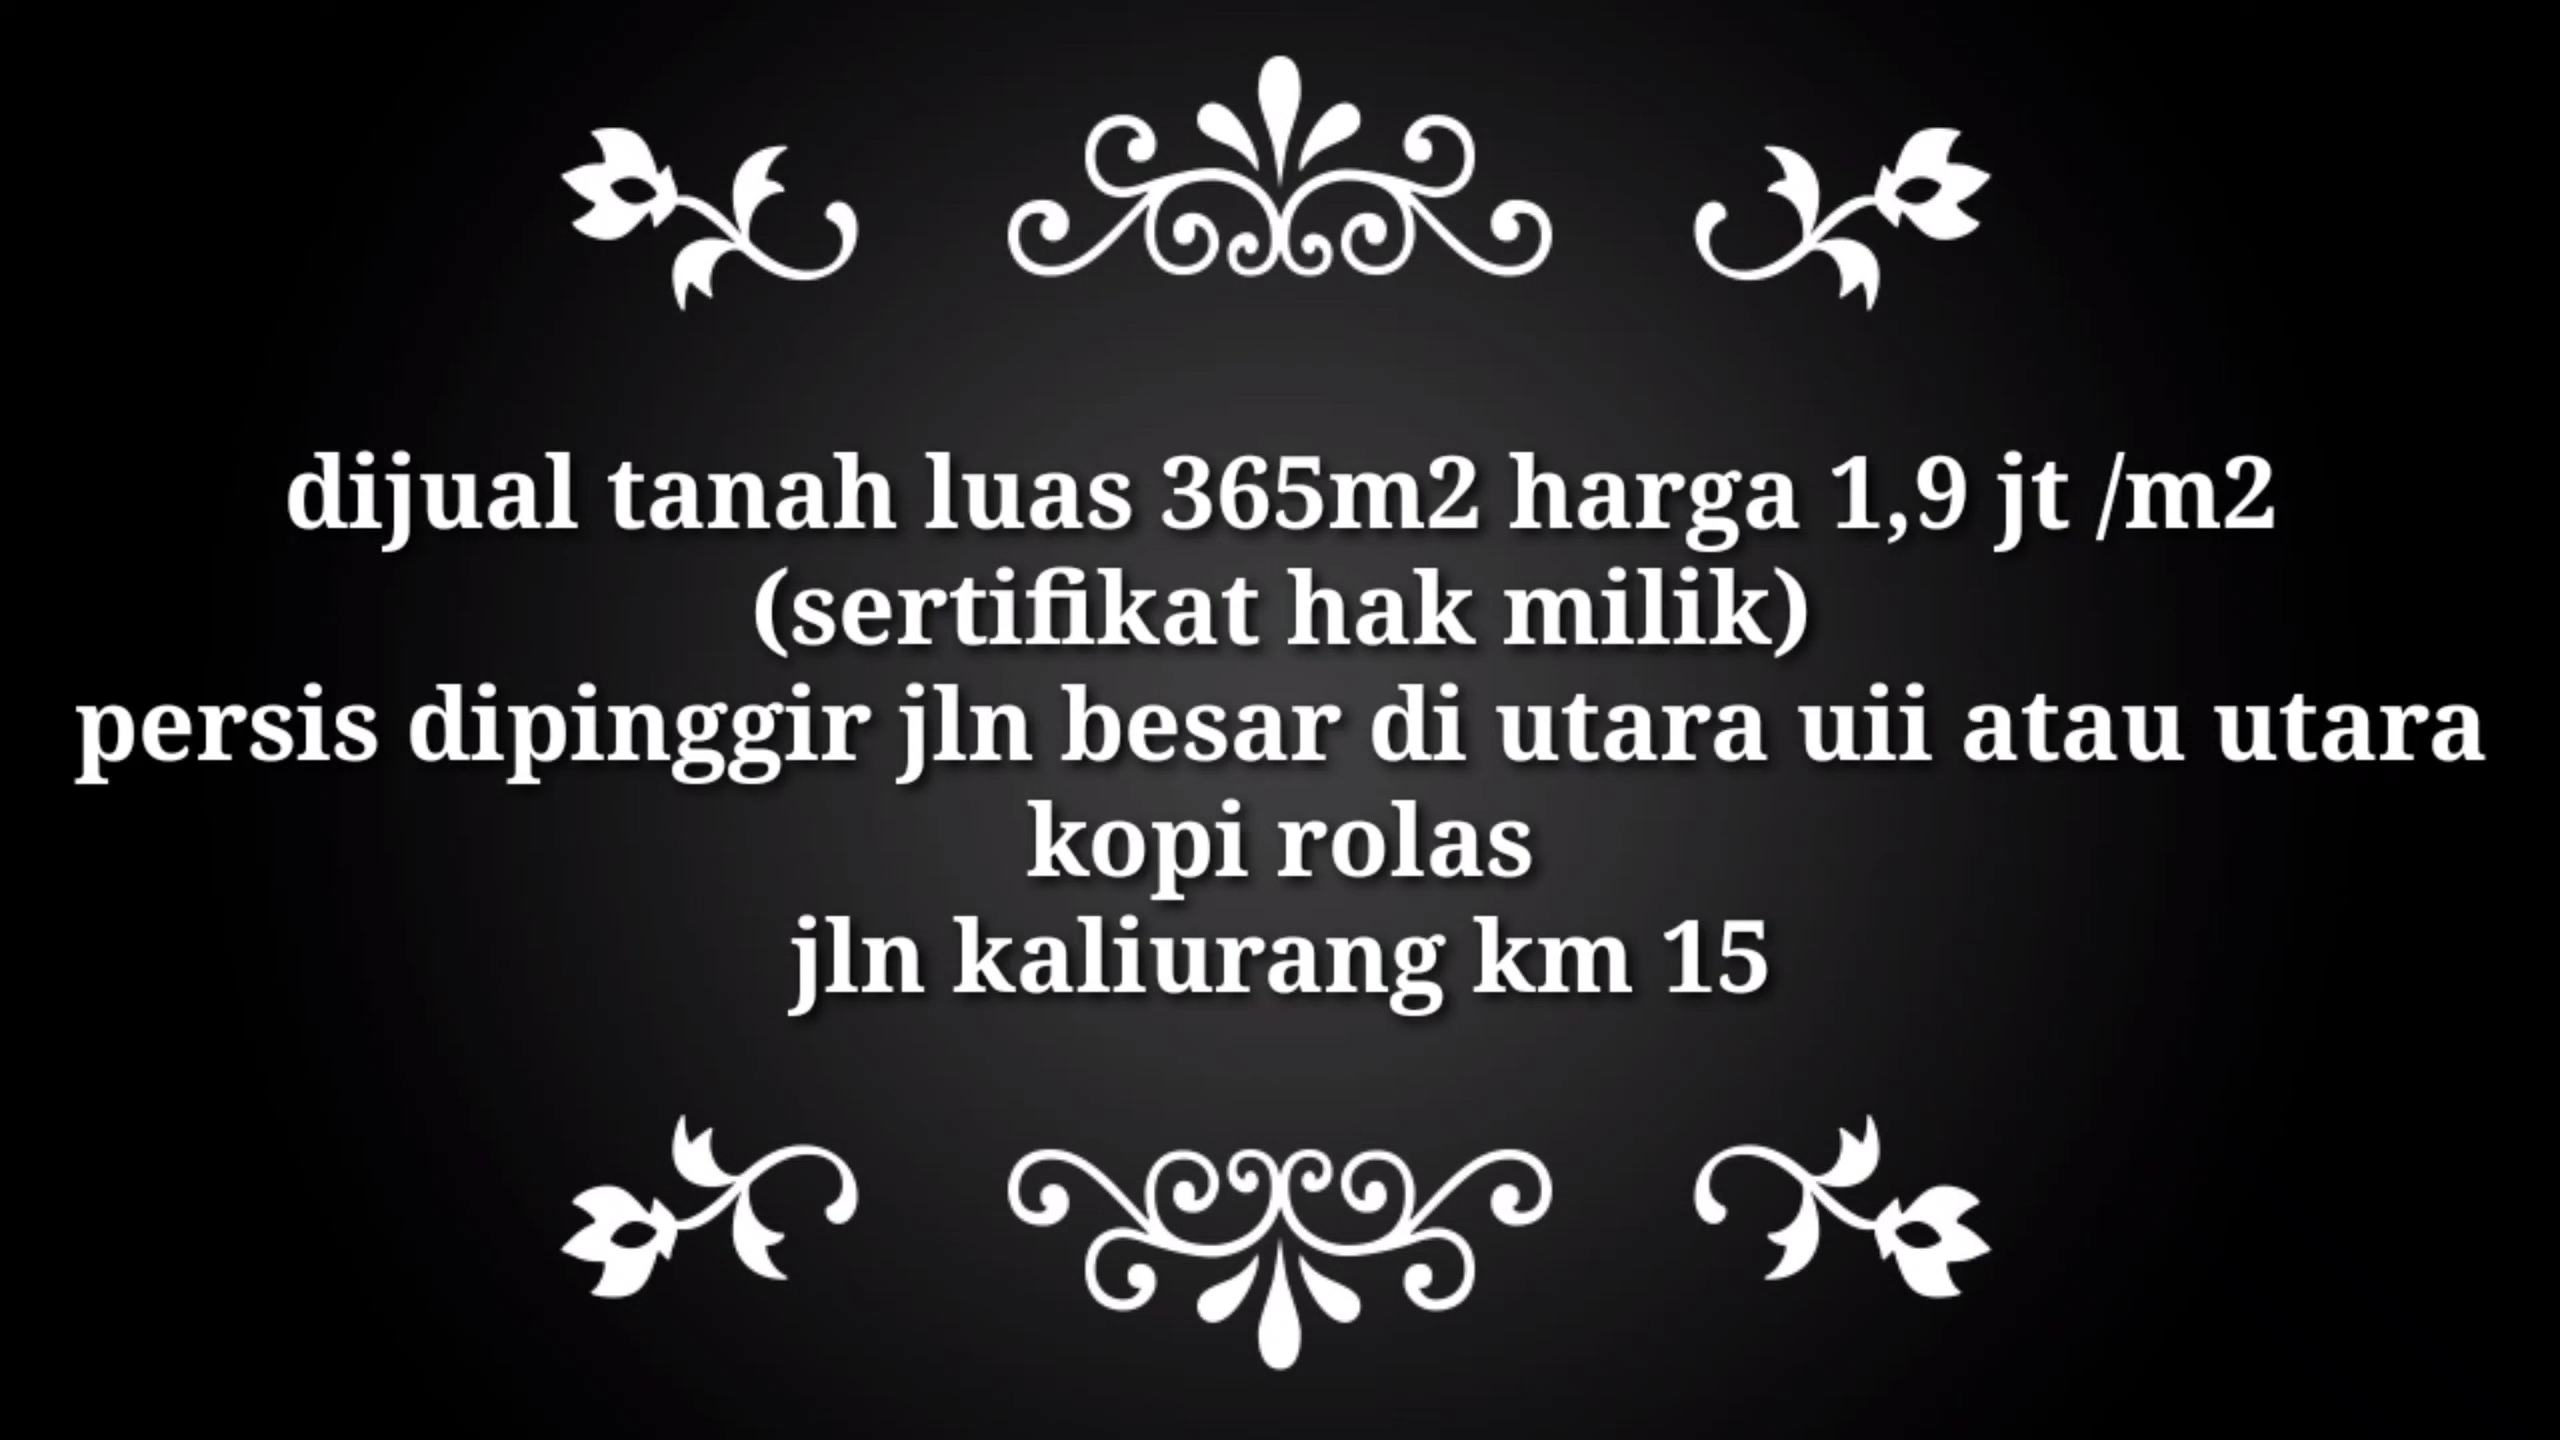 dijual tanah luas 365m2 harga 1,9 jt /m2
(sertifikat hak milik)
persis dipinggir jln besar di utara uii atau utara
kopi rolas
jln kaliurang km 15